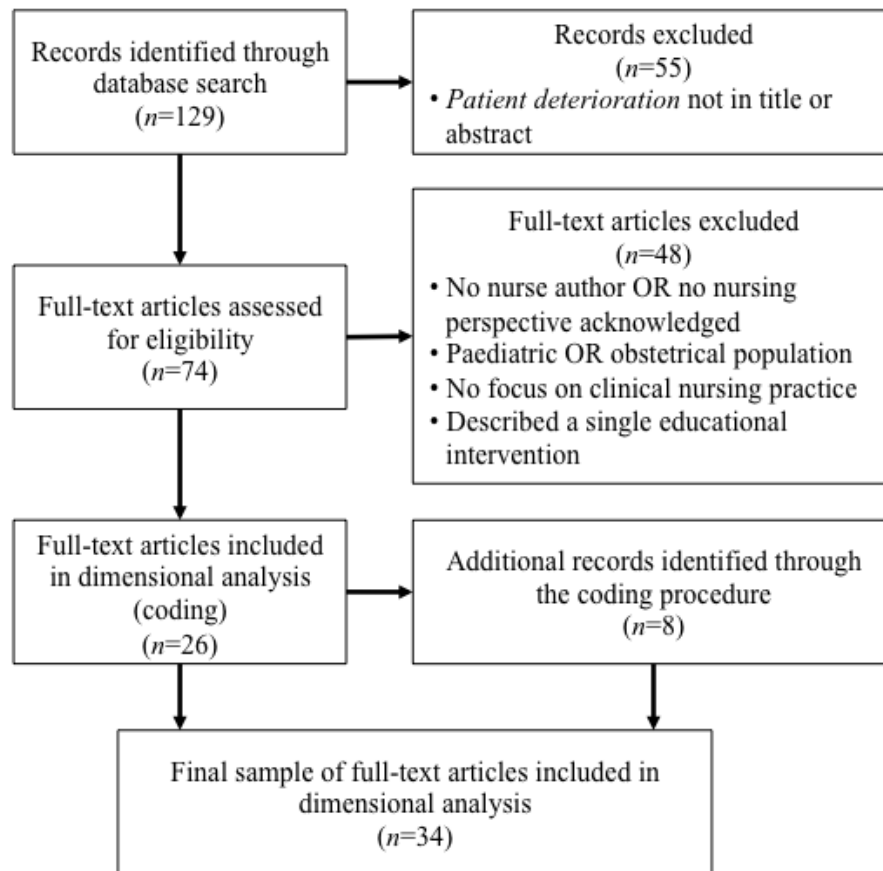 Records identified through
database search
(n=129)
Records excluded
(n=55)
• Patient deterioration not in title or
abstract
Full-text articles assessed
for eligibility
(n=74)
Full-text articles excluded
(n=48)
• No nurse author OR no nursing
perspective acknowledged
• Paediatric OR obstetrical population
• No focus on clinical nursing practice
• Described a single educational
intervention
Full-text articles included
in dimensional analysis
(coding)
(n=26)
Additional records identified through
the coding procedure
(n=8)
Final sample of full-text articles included in
dimensional analysis
(n=34)